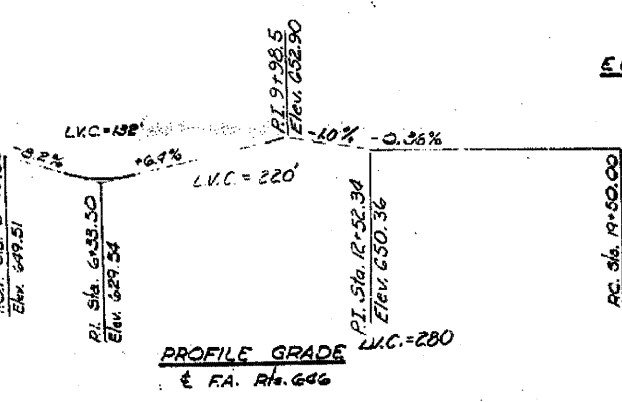 P.I. 9+98.5
Elev. 652.90
L.V.C.=132'
-8.2%
+6.4%
-1.0%
-0.36%
L.V.C. = 220'
Elev. 649.51
P.I. Sta. 6+33.50
Elev. 629.54
P.I. Sta. 12+52.34
Elev. 650.36
P.C. Sta. 19+50.00
L.V.C.=280
PROFILE GRADE
℄ F.A. Rte. 646